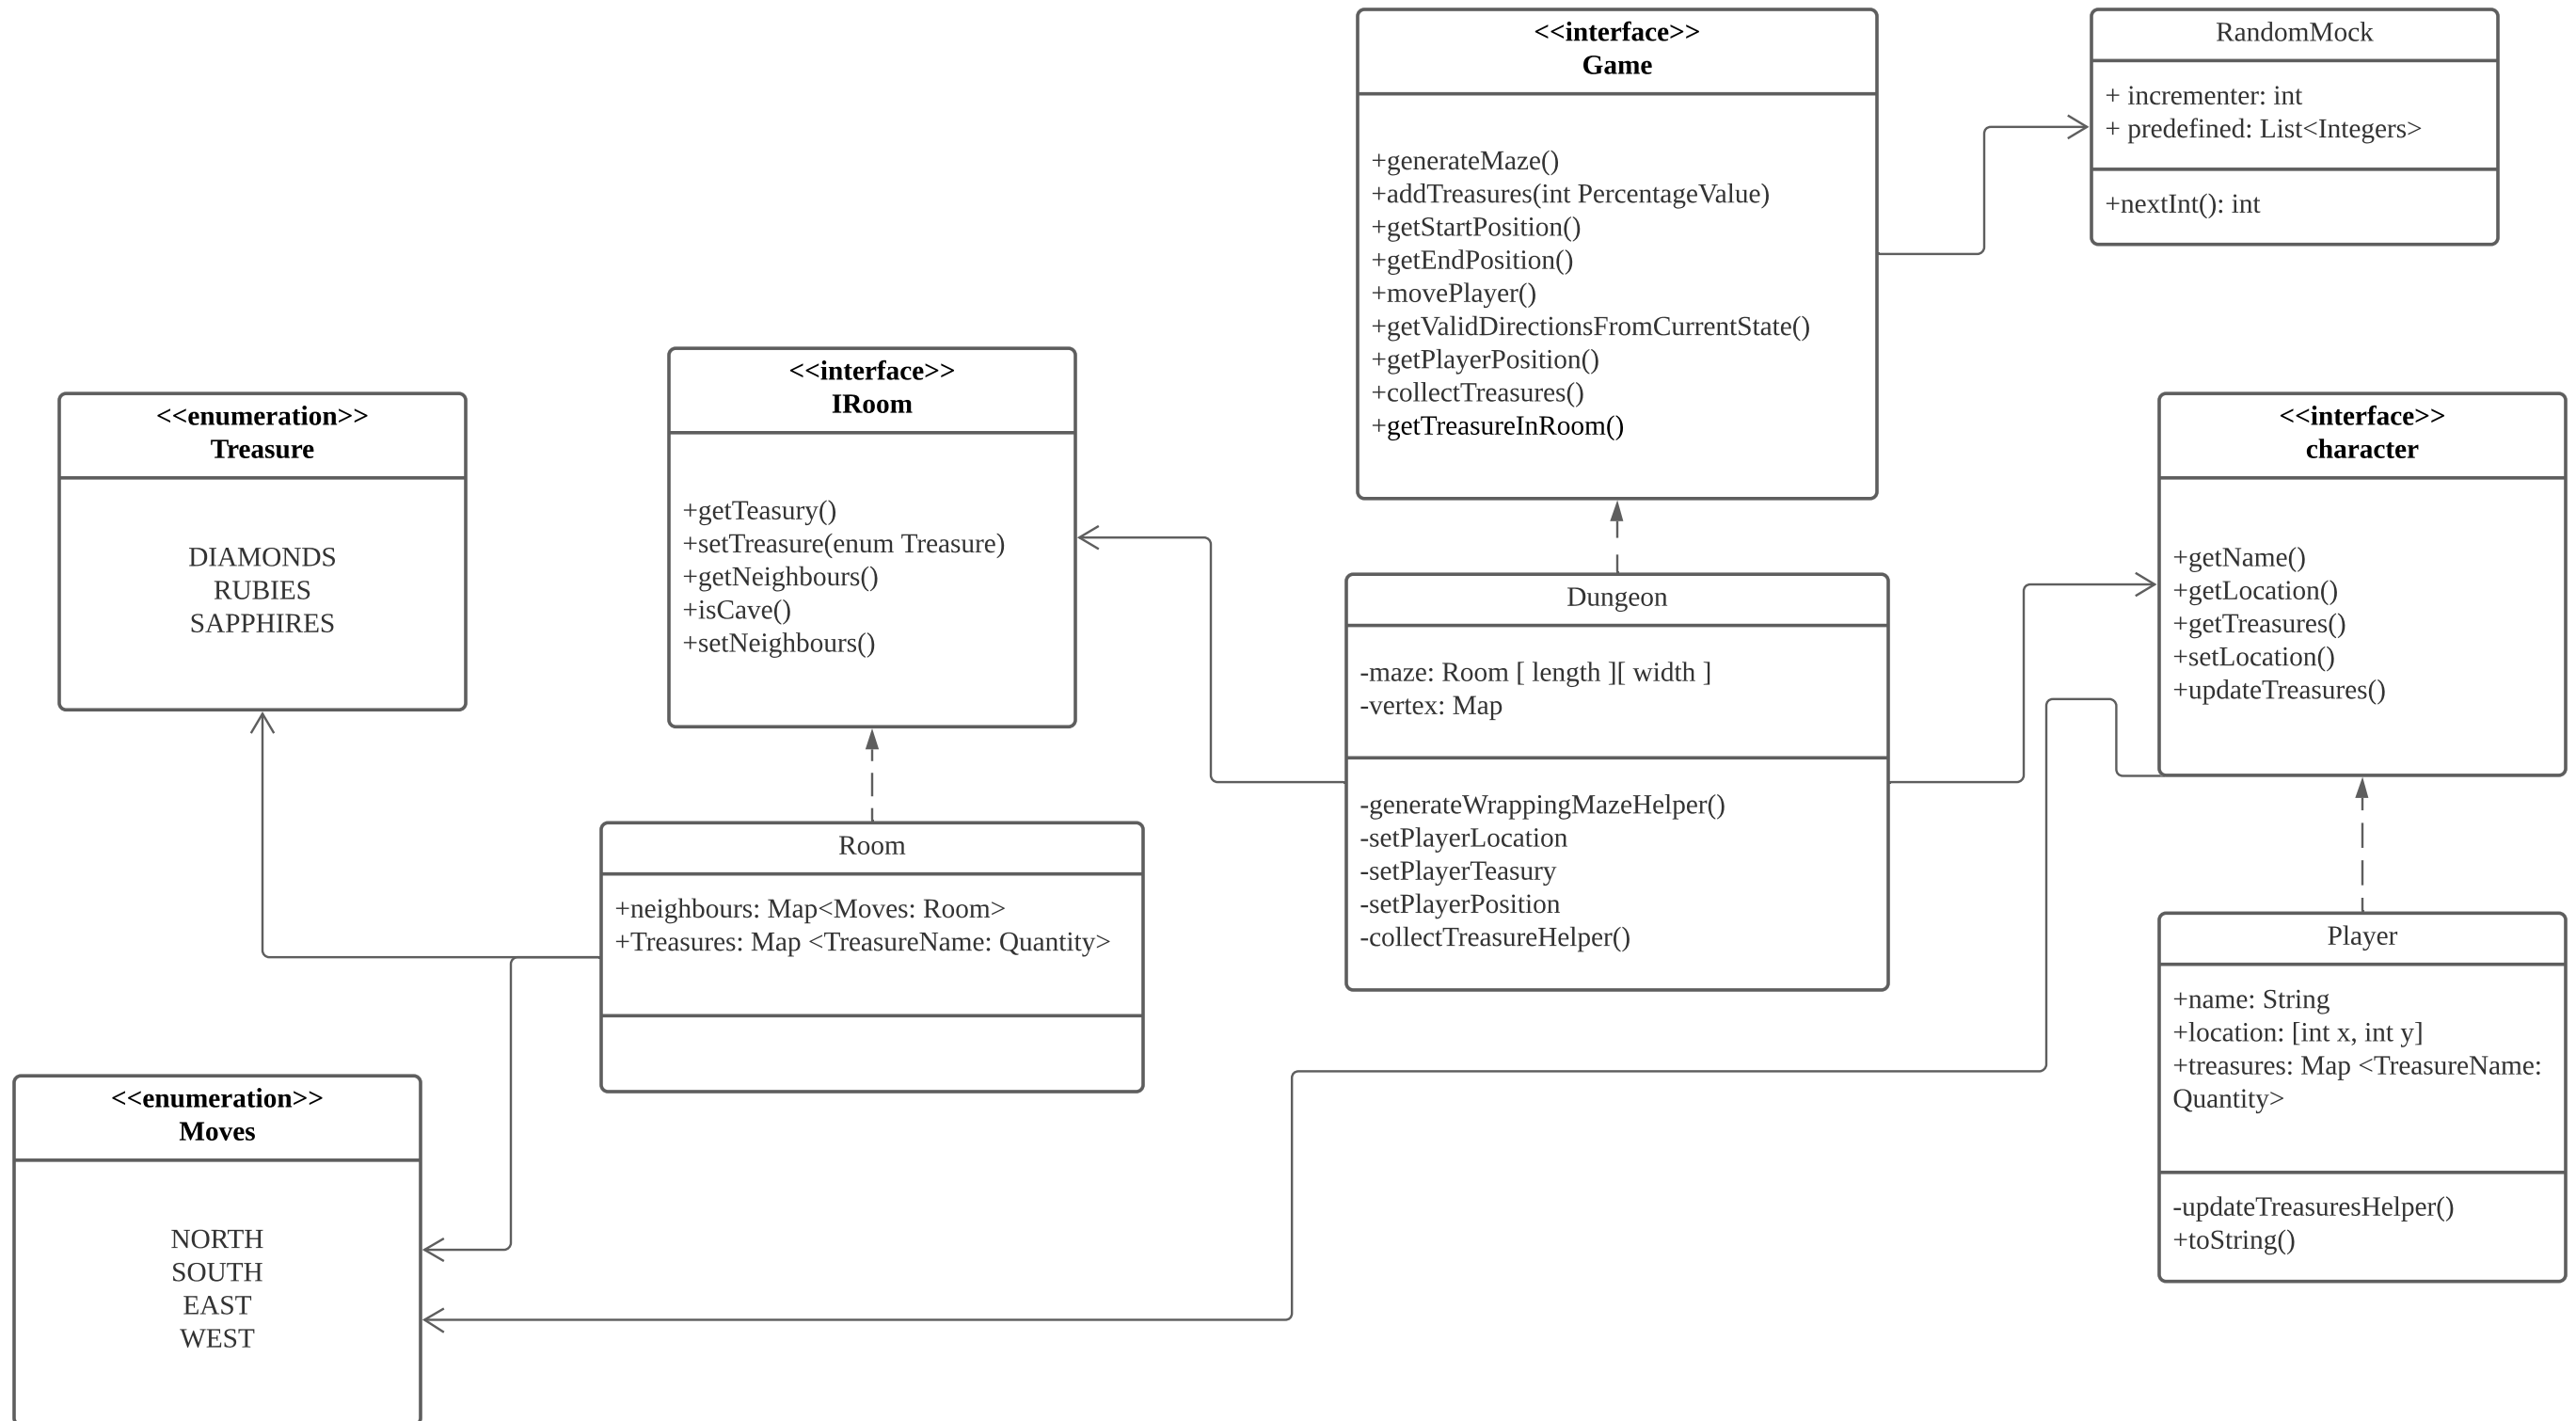 <<interface>>
Game
+generateMaze()
+addTreasures(int PercentageValue)
+getStartPosition()
+getEndPosition()
+movePlayer()
+getValidDirectionsFromCurrentState()
+getPlayerPosition()
+collectTreasures()
+getTreasureInRoom()
RandomMock
+ incrementer: int
+ predefined: List<Integers>
+nextInt(): int
<<interface>>
IRoom
+getTeasury()
+setTreasure(enum Treasure)
+getNeighbours()
+isCave()
+setNeighbours()
<<enumeration>>
Treasure
DIAMONDS
RUBIES
SAPPHIRES
<<interface>>
character
+getName()
+getLocation()
+getTreasures()
+setLocation()
+updateTreasures()
Dungeon
-maze: Room [ length ][ width ]
-vertex: Map
-generateWrappingMazeHelper()
-setPlayerLocation
-setPlayerTeasury
-setPlayerPosition
-collectTreasureHelper()
Room
+neighbours: Map<Moves: Room>
+Treasures: Map <TreasureName: Quantity>
Player
+name: String
+location: [int x, int y]
+treasures: Map <TreasureName:
Quantity>
-updateTreasuresHelper()
+toString()
<<enumeration>>
Moves
NORTH
SOUTH
EAST
WEST